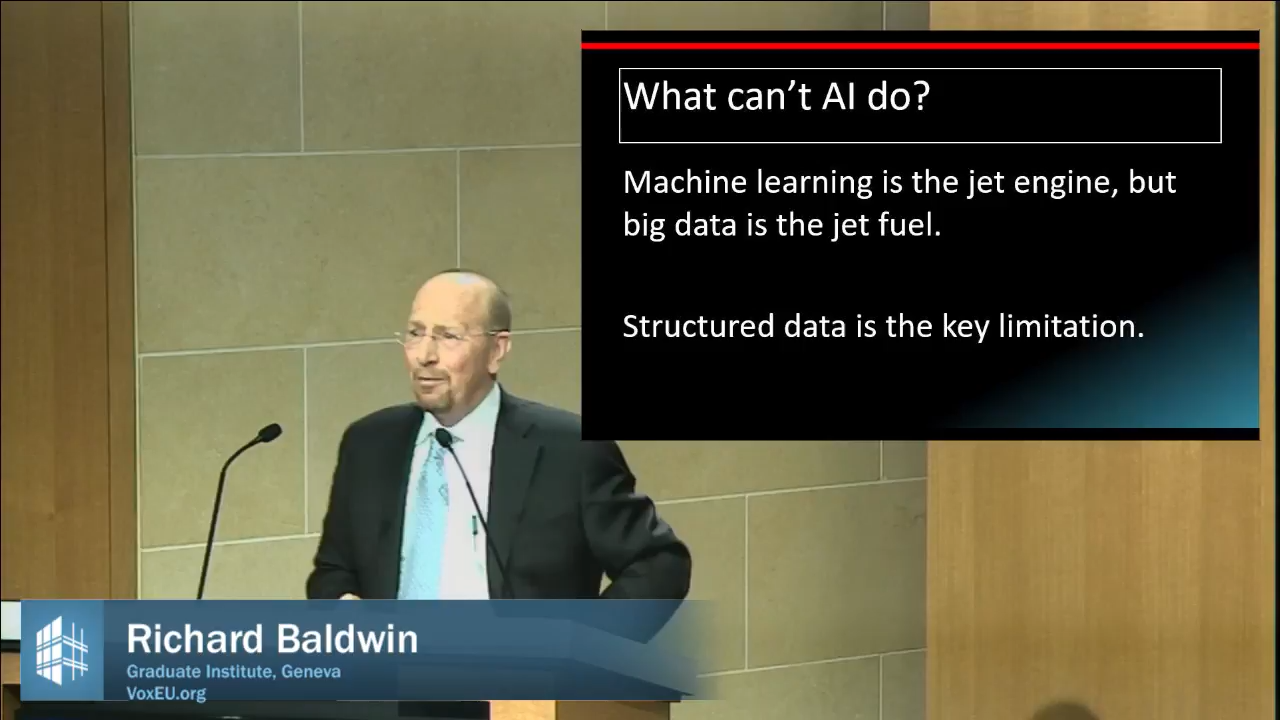 What can’t AI do?
Machine learning is the jet engine, but
big data is the jet fuel.
Structured data is the key limitation.
Richard Baldwin
Graduate Institute, Geneva
VoxEU.org